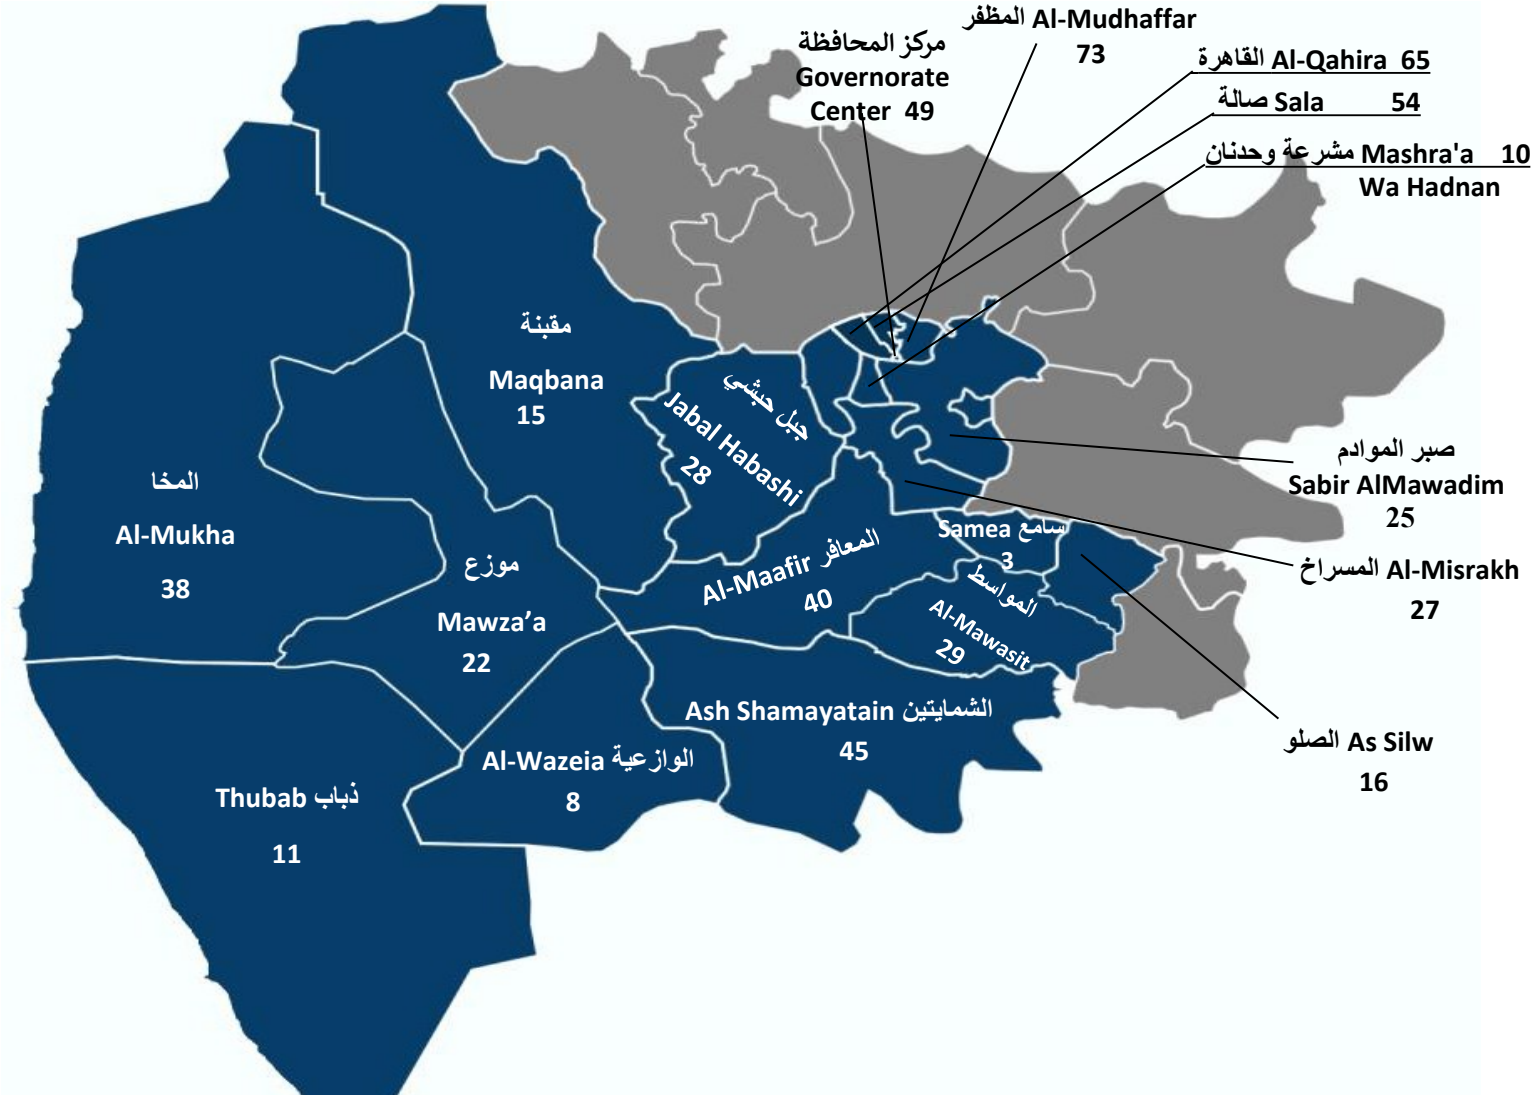 المظفر Al-Mudhaffar
73
مركز المحافظة
Governorate
Center 49
القاهرة Al-Qahira 65
صالة Sala 54
مشرعة وحدنان Mashra'a 10
Wa Hadnan
مقبنة
Maqbana
15
جبل حبشي
Jabal Habashi
28
المخا
Al-Mukha
38
موزع
Mawza’a
22
صبر الموادم
Sabir AlMawadim
25
Samea سامع
3
Al-Maafir المعافر
40
المواسط
Al-Mawasit
29
المسراخ Al-Misrakh
27
Ash Shamayatain الشمايتين
45
الصلو As Silw
16
Al-Wazeia الوازعية
8
Thubab ذباب
11